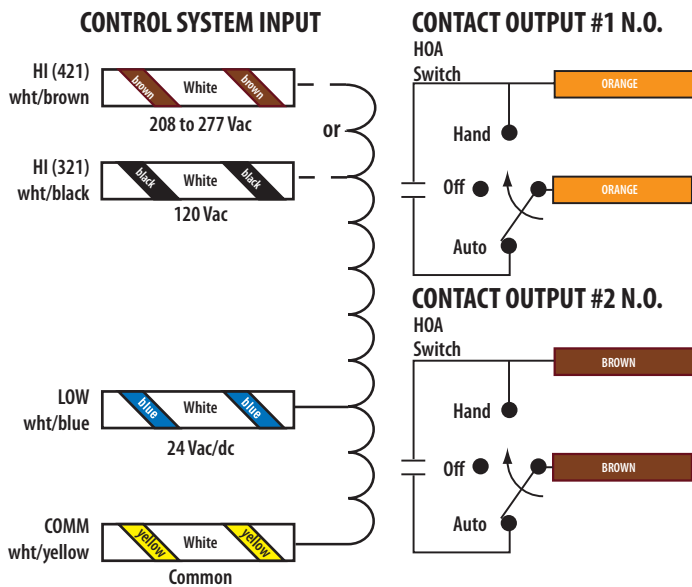 CONTROL SYSTEM INPUT
HI (421)
wht/brown
brown
White
brown
208 to 277 Vac
or
HI (321)
wht/black
black
White
black
120 Vac
LOW
wht/blue
blue
White
blue
24 Vac/dc
COMM
wht/yellow
yellow
White
yellow
Common
CONTACT OUTPUT #1 N.O.
HOA
Switch
ORANGE
Hand
Off
ORANGE
Auto
CONTACT OUTPUT #2 N.O.
HOA
Switch
BROWN
Hand
Off
BROWN
Auto